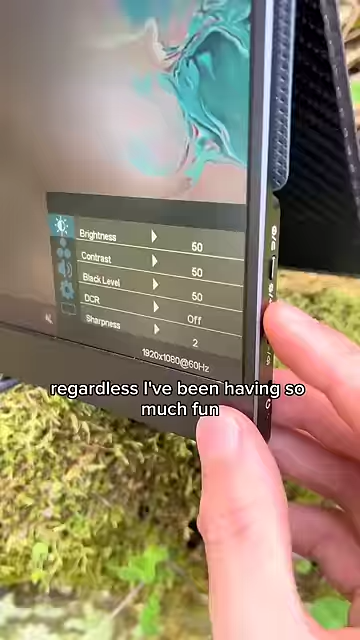 Brightness 50
Contrast 50
Black Level 50
DCR Off
Sharpness 2
1920x1080@60Hz
regardless I've been having so
much fun